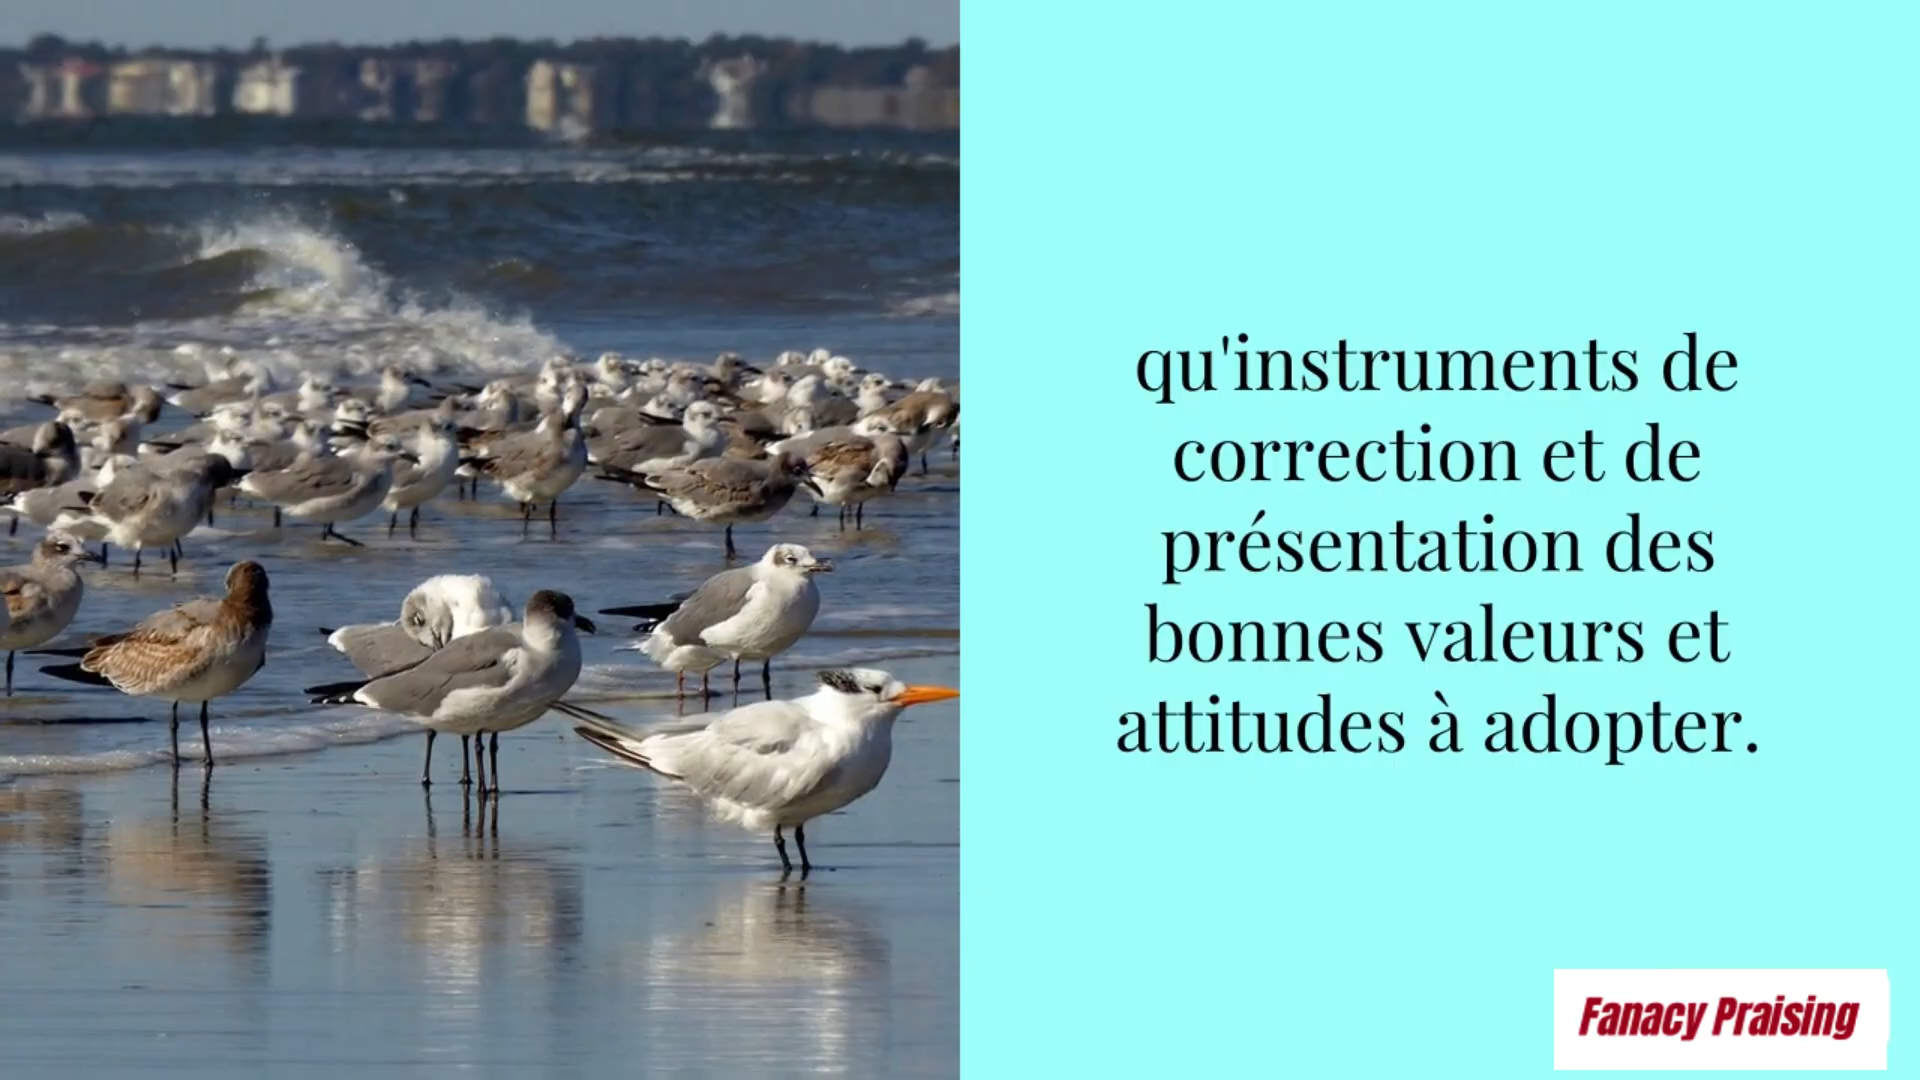 qu'instruments de
correction et de
présentation des
bonnes valeurs et
attitudes à adopter.
Fanacy Praising